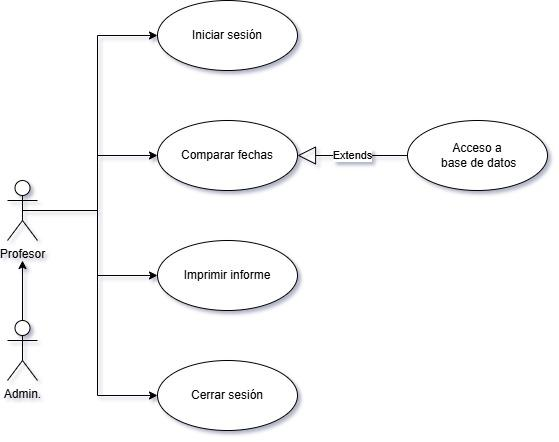 Iniciar sesión
Comparar fechas
Extends
Acceso a
base de datos
Profesor
Imprimir informe
Admin.
Cerrar sesión